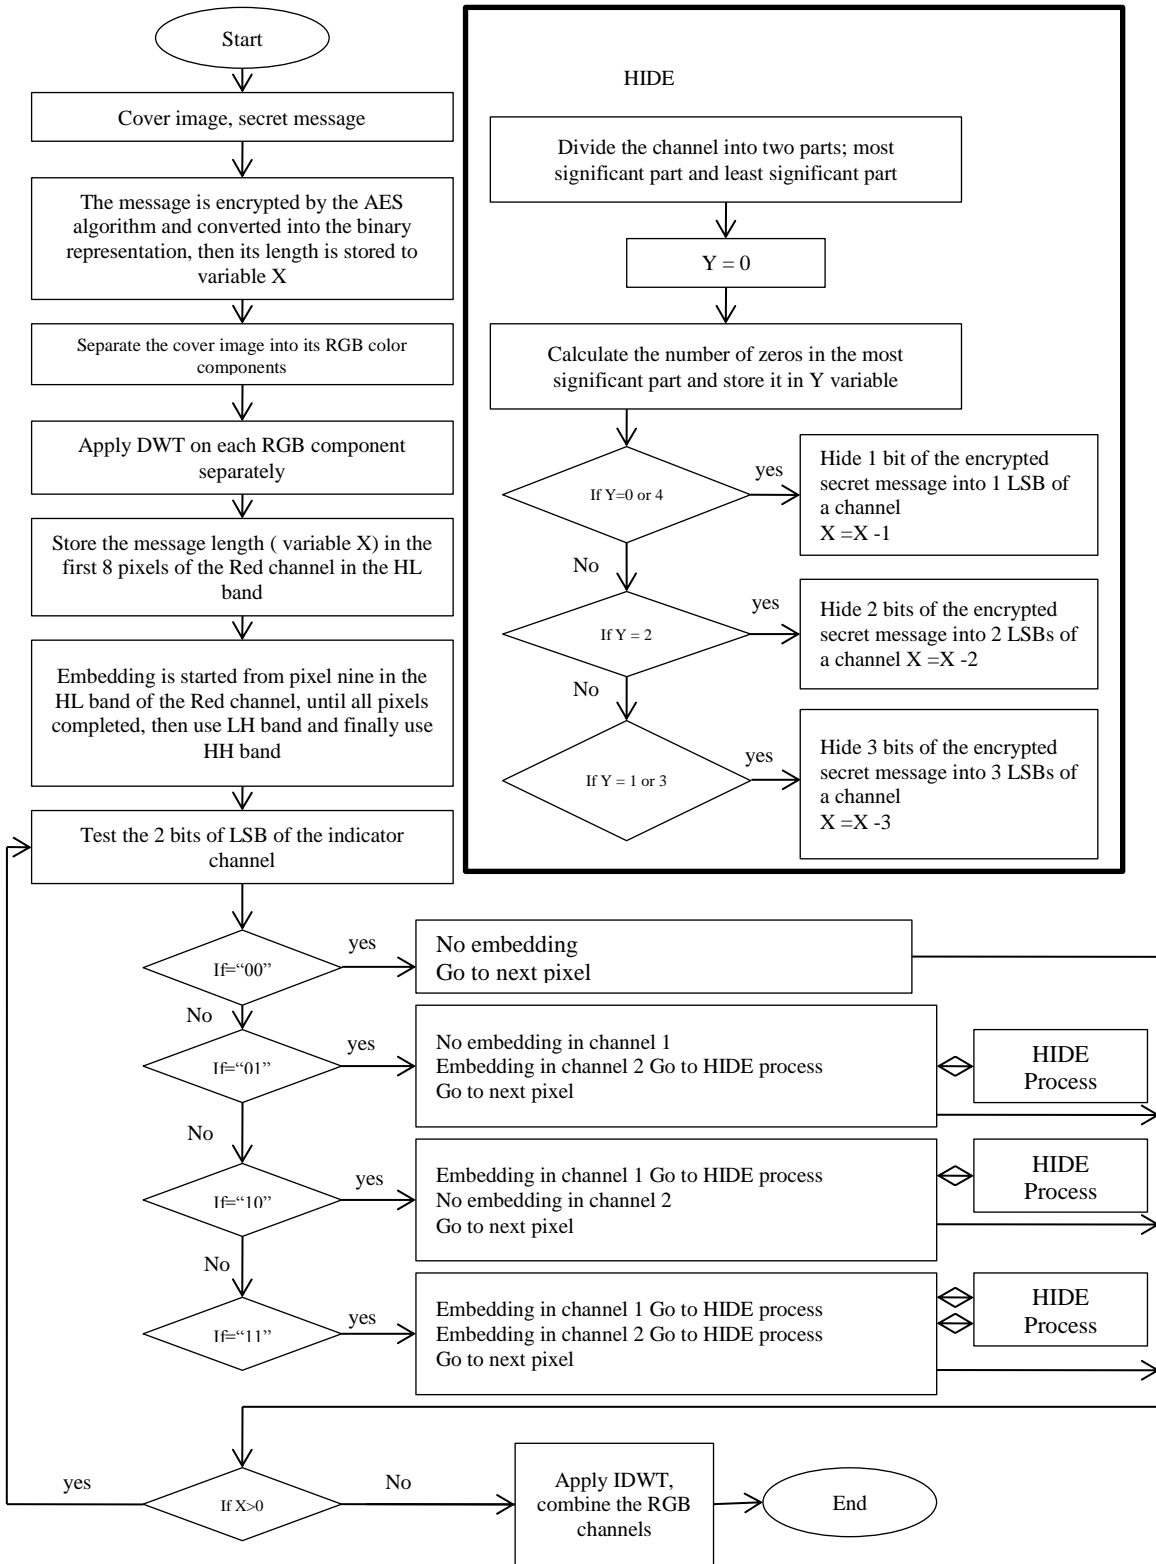 Start
Cover image, secret message
The message is encrypted by the AES
algorithm and converted into the binary
representation, then its length is stored to
variable X
Separate the cover image into its RGB color
components
Apply DWT on each RGB component
separately
Store the message length ( variable X) in the
first 8 pixels of the Red channel in the HL
band
Embedding is started from pixel nine in the
HL band of the Red channel, until all pixels
completed, then use LH band and finally use
HH band
Test the 2 bits of LSB of the indicator
channel
HIDE
Divide the channel into two parts; most
significant part and least significant part
Y = 0
Calculate the number of zeros in the most
significant part and store it in Y variable
If Y=0 or 4
yes
Hide 1 bit of the encrypted
secret message into 1 LSB of
a channel
X =X -1
No
If Y = 2
yes
Hide 2 bits of the encrypted
secret message into 2 LSBs of
a channel X =X -2
No
If Y = 1 or 3
yes
Hide 3 bits of the encrypted
secret message into 3 LSBs of
a channel
X =X -3
If=“00”
yes
No embedding
Go to next pixel
No
If=“01”
yes
No embedding in channel 1
Embedding in channel 2 Go to HIDE process
Go to next pixel
HIDE
Process
No
If=“10”
yes
Embedding in channel 1 Go to HIDE process
No embedding in channel 2
Go to next pixel
HIDE
Process
No
If=“11”
yes
Embedding in channel 1 Go to HIDE process
Embedding in channel 2 Go to HIDE process
Go to next pixel
HIDE
Process
yes
If X>0
No
Apply IDWT,
combine the RGB
channels
End